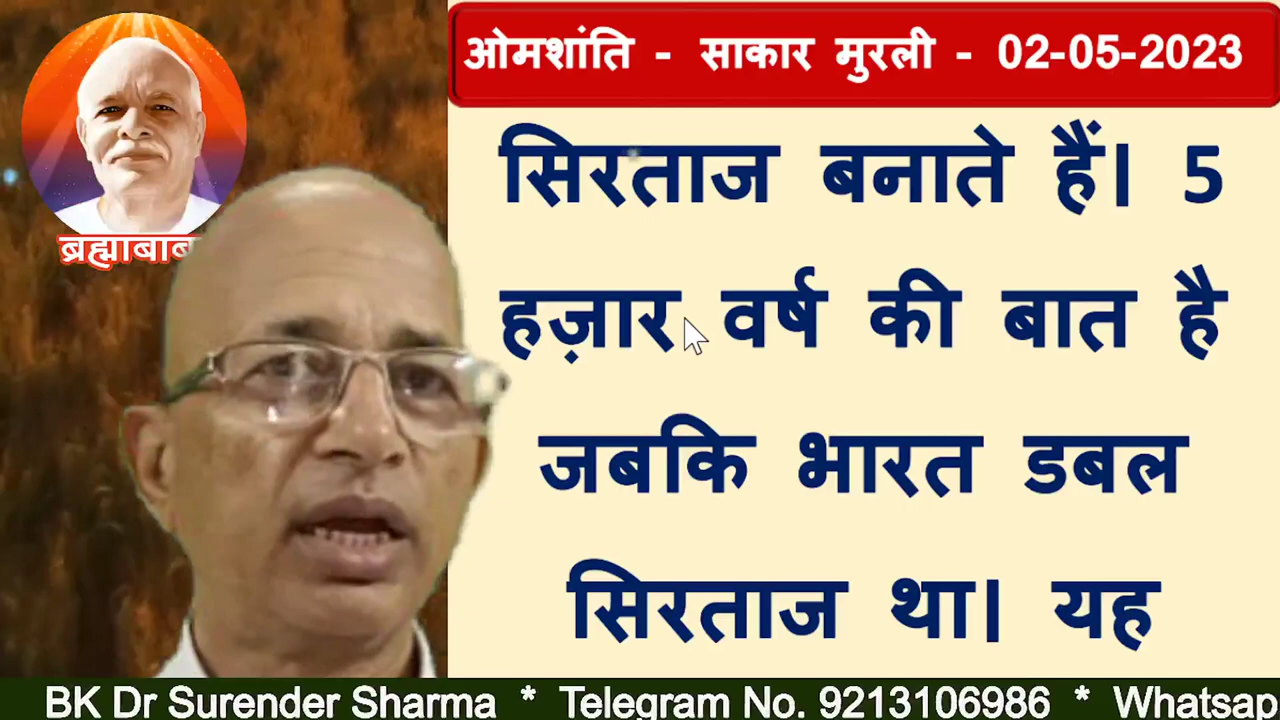 ओमशांति - साकार मुरली - 02-05-2023
ब्रह्माबाब
सिरताज बनाते हैं। 5
हज़ार वर्ष की बात है
जबकि भारत डबल
सिरताज था। यह
BK Dr Surender Sharma * Telegram No. 9213106986 * Whatsap